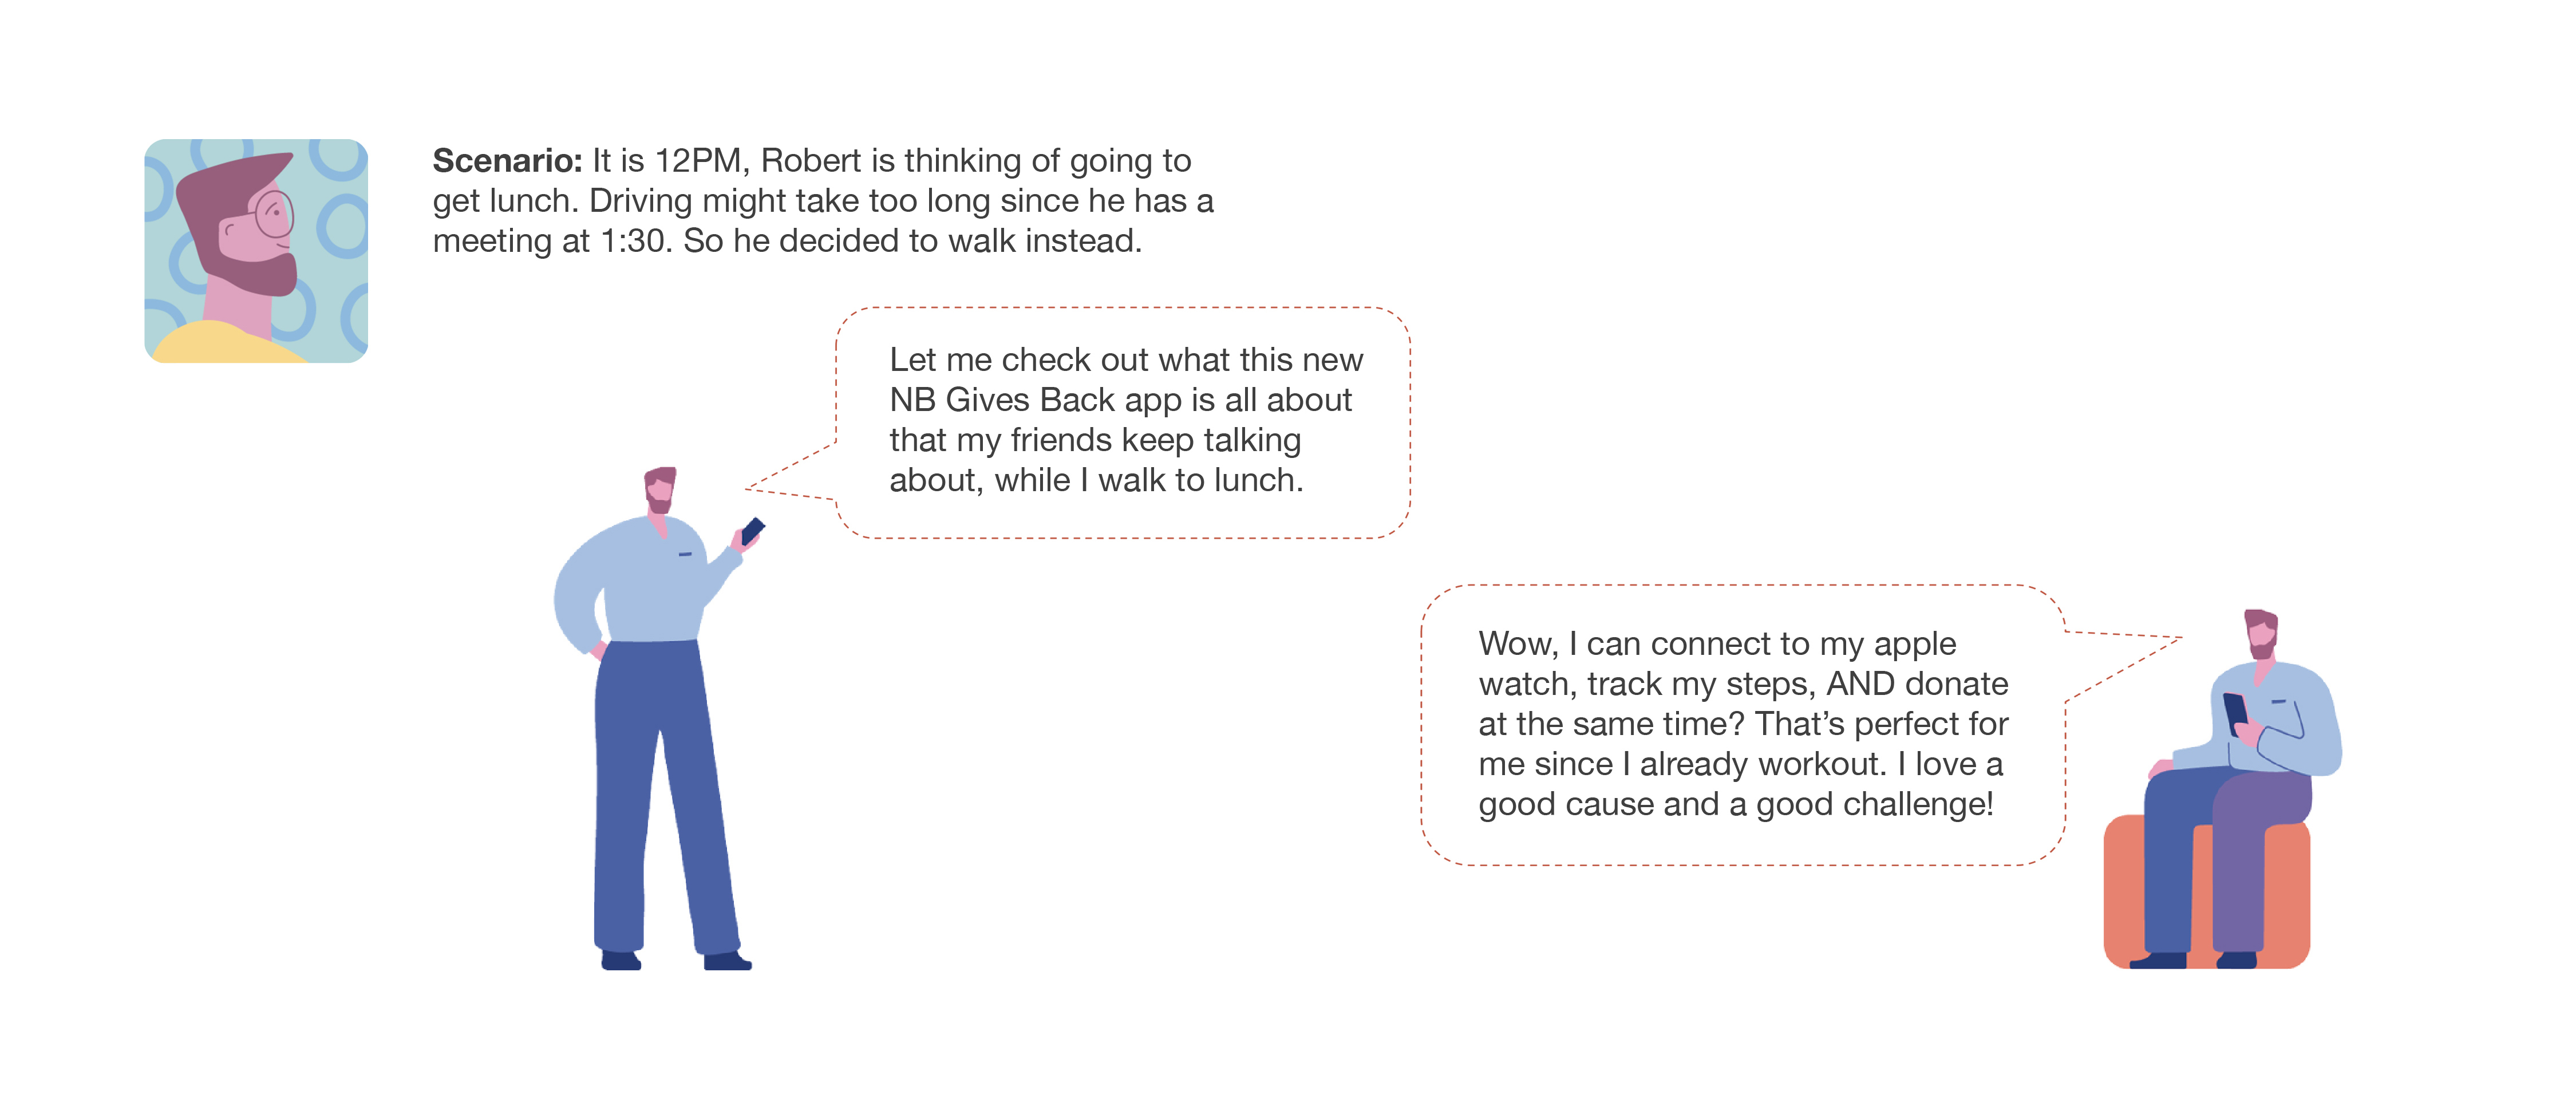 Scenario: It is 12PM, Robert is thinking of going to
get lunch. Driving might take too long since he has a
meeting at 1:30. So he decided to walk instead.
Let me check out what this new
NB Gives Back app is all about
that my friends keep talking
about, while I walk to lunch.
Wow, I can connect to my apple
watch, track my steps, AND donate
at the same time? That’s perfect for
me since I already workout. I love a
good cause and a good challenge!